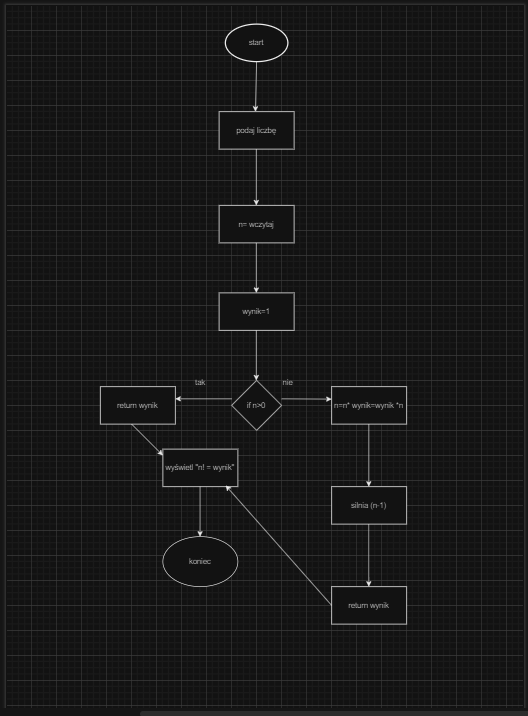 start
podaj liczbę
n= wczytaj
wynik=1
tak
nie
return wynik
if n>0
n=n* wynik=wynik *n
wyświetl "n! = wynik"
silnia (n-1)
koniec
return wynik